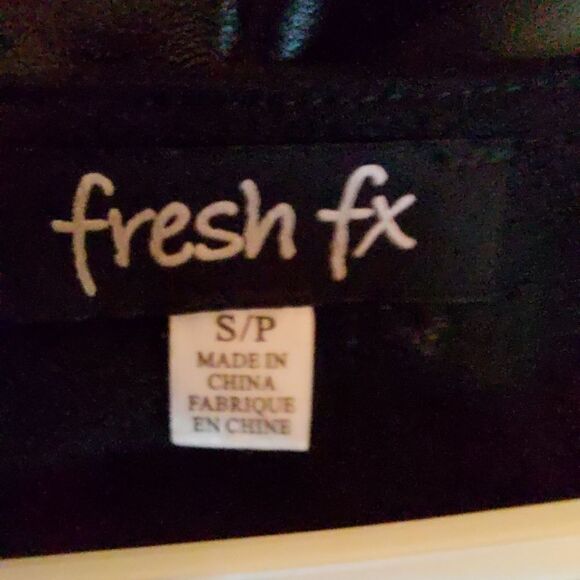 fresh fx
S/P
MADE IN
CHINA
FABRIQUE
EN CHINE